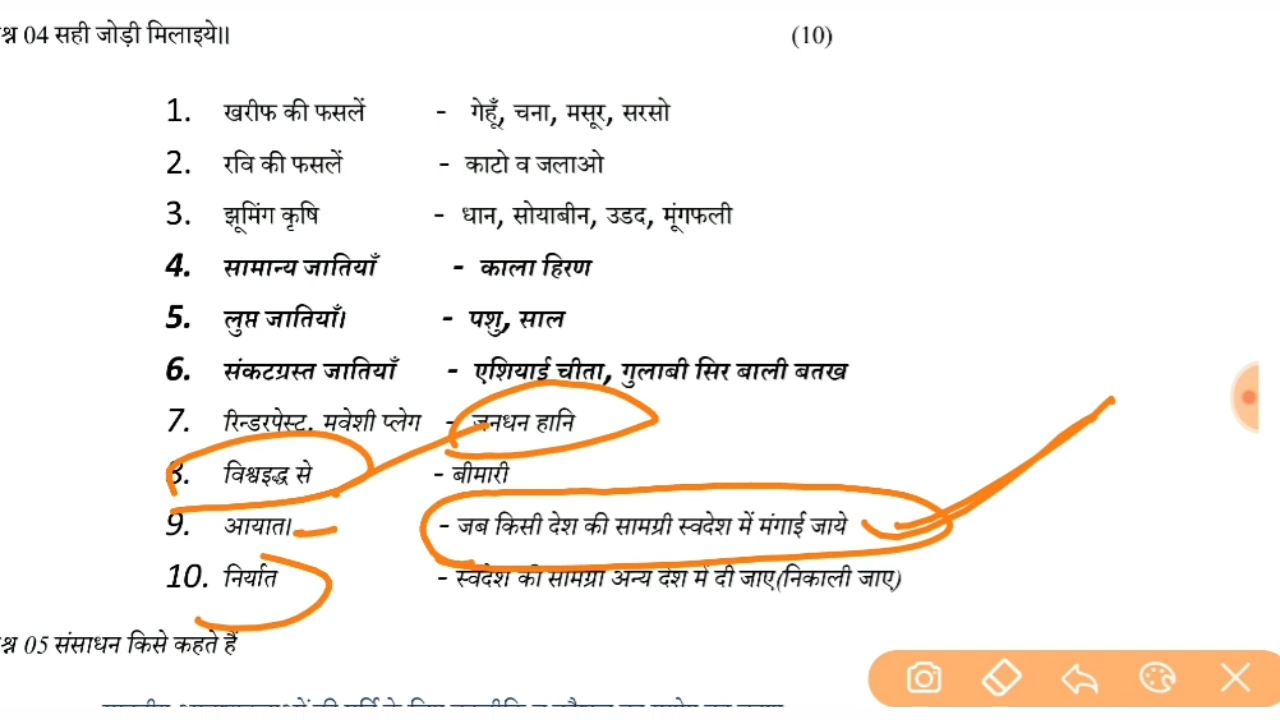 श्न 04 सही जोड़ी मिलाइये॥ (10)
1. खरीफ की फसलें - गेहूँ, चना, मसूर, सरसो
2. रवि की फसलें - काटो व जलाओ
3. झूमिंग कृषि - धान, सोयाबीन, उडद, मूंगफली
4. सामान्य जातियाँ - काला हिरण
5. लुप्त जातियाँ। - पशु, साल
6. संकटग्रस्त जातियाँ - एशियाई चीता, गुलाबी सिर बाली बतख
7. रिन्डरपेस्ट. मवेशी प्लेग - जनधन हानि
8. विश्वइद्ध से - बीमारी
9. आयात। - जब किसी देश की सामग्री स्वदेश में मंगाई जाये
10. निर्यात - स्वदेश की सामग्री अन्य देश में दी जाए(निकाली जाए)
श्न 05 संसाधन किसे कहते हैं